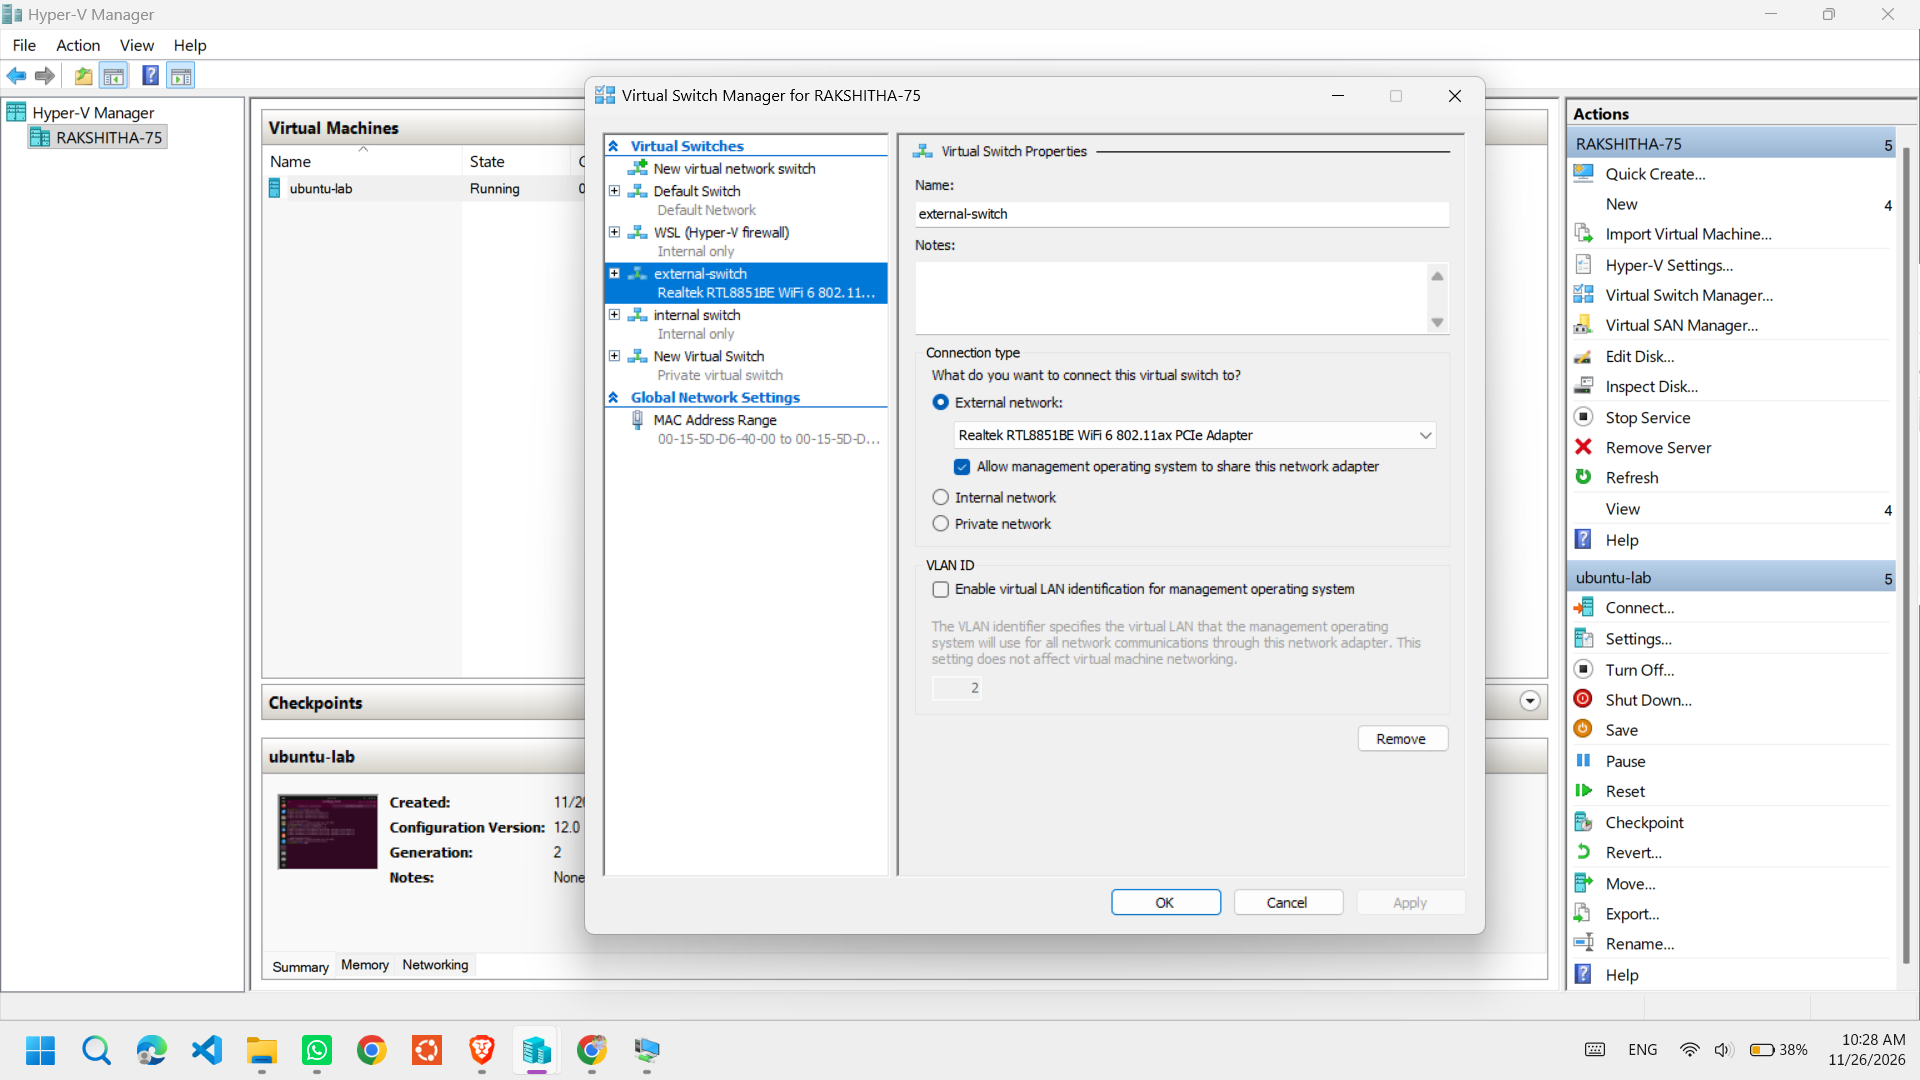 Hyper-V Manager
File Action View Help
Hyper-V Manager
RAKSHITHA-75
Virtual Machines
Name State
ubuntu-lab Running
Checkpoints
ubuntu-lab
Created: 11/2
Configuration Version: 12.0
Generation: 2
Notes: None
Summary Memory Networking
Virtual Switch Manager for RAKSHITHA-75
Virtual Switches
New virtual network switch
Default Switch
Default Network
WSL (Hyper-V firewall)
Internal only
external-switch
Realtek RTL8851BE WiFi 6 802.11...
internal switch
Internal only
New Virtual Switch
Private virtual switch
Global Network Settings
MAC Address Range
00-15-5D-D6-40-00 to 00-15-5D-D...
Virtual Switch Properties
Name:
external-switch
Notes:
Connection type
What do you want to connect this virtual switch to?
External network:
Realtek RTL8851BE WiFi 6 802.11ax PCIe Adapter
Allow management operating system to share this network adapter
Internal network
Private network
VLAN ID
Enable virtual LAN identification for management operating system
The VLAN identifier specifies the virtual LAN that the management operating
system will use for all network communications through this network adapter. This
setting does not affect virtual machine networking.
2
Remove
OK Cancel Apply
Actions
RAKSHITHA-75 5
Quick Create...
New 4
Import Virtual Machine...
Hyper-V Settings...
Virtual Switch Manager...
Virtual SAN Manager...
Edit Disk...
Inspect Disk...
Stop Service
Remove Server
Refresh
View 4
Help
ubuntu-lab 5
Connect...
Settings...
Turn Off...
Shut Down...
Save
Pause
Reset
Checkpoint
Revert...
Move...
Export...
Rename...
Help
ENG 38% 10:28 AM
11/26/2026